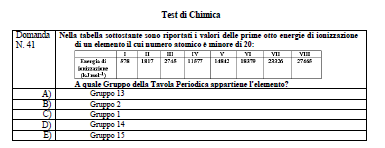 Test di Chimica
Domanda N. 41
Nella tabella sottostante sono riportati i valori delle prime otto energie di ionizzazione
di un elemento il cui numero atomico è minore di 20:
I II III IV V VI VII VIII
Energia di ionizzazione (kJ mol⁻¹) 578 1817 2745 11577 14842 18379 23326 27465
A quale Gruppo della Tavola Periodica appartiene l'elemento?
A) Gruppo 13
B) Gruppo 2
C) Gruppo 1
D) Gruppo 14
E) Gruppo 15